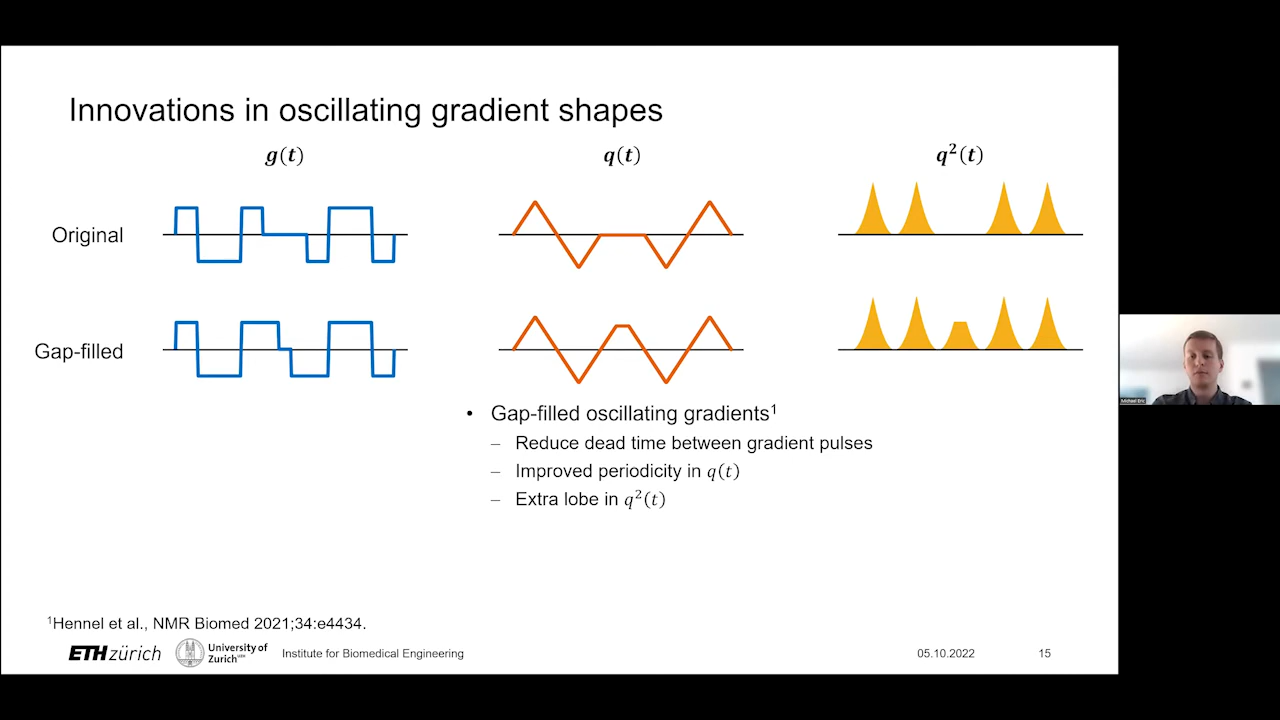 Innovations in oscillating gradient shapes
g(t) q(t) q²(t)
Original
Gap-filled
• Gap-filled oscillating gradients¹
– Reduce dead time between gradient pulses
– Improved periodicity in q(t)
– Extra lobe in q²(t)
¹Hennel et al., NMR Biomed 2021;34:e4434.
ETH zürich University of Zurich Institute for Biomedical Engineering 05.10.2022 15